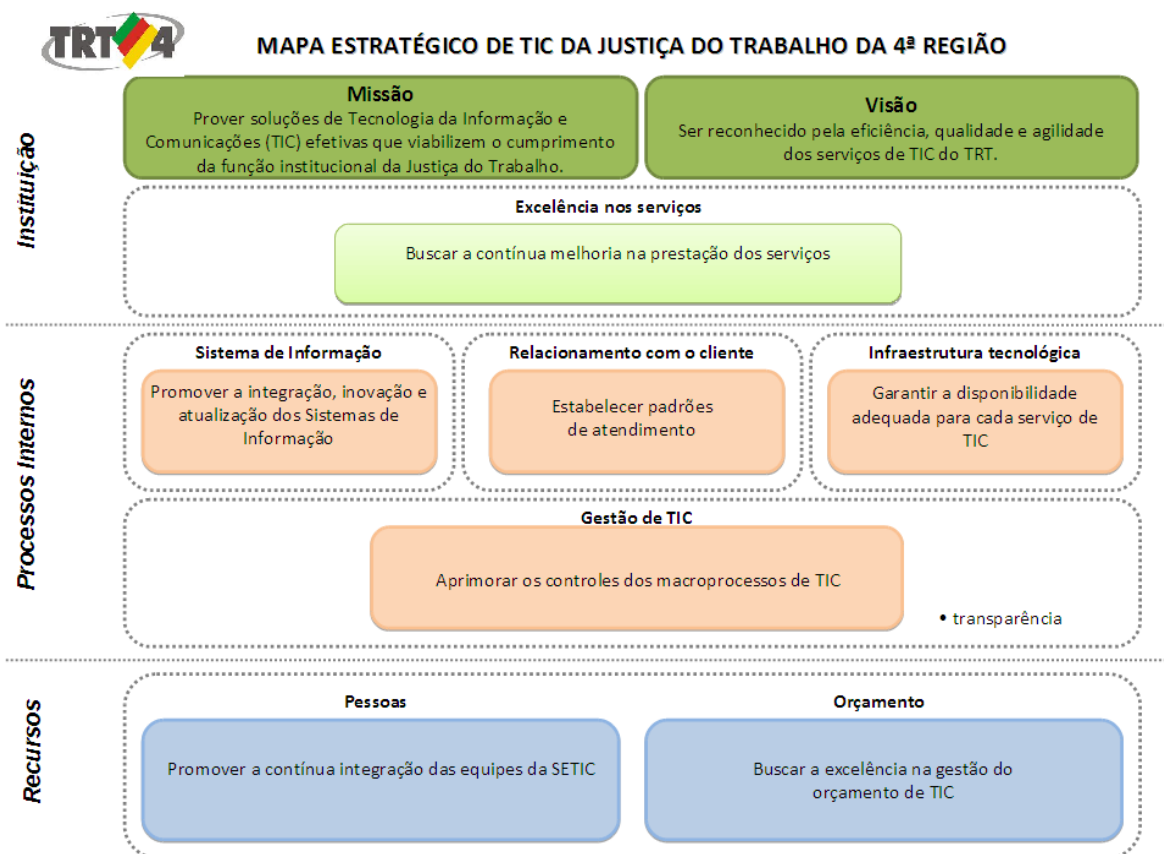 TRT 4
MAPA ESTRATÉGICO DE TIC DA JUSTIÇA DO TRABALHO DA 4ª REGIÃO
Instituição
Missão
Prover soluções de Tecnologia da Informação e
Comunicações (TIC) efetivas que viabilizem o cumprimento
da função institucional da Justiça do Trabalho.
Visão
Ser reconhecido pela eficiência, qualidade e agilidade
dos serviços de TIC do TRT.
Excelência nos serviços
Buscar a contínua melhoria na prestação dos serviços
Processos Internos
Sistema de Informação
Promover a integração, inovação e
atualização dos Sistemas de
Informação
Relacionamento com o cliente
Estabelecer padrões
de atendimento
Infraestrutura tecnológica
Garantir a disponibilidade
adequada para cada serviço de
TIC
Gestão de TIC
Aprimorar os controles dos macroprocessos de TIC
• transparência
Recursos
Pessoas
Promover a contínua integração das equipes da SETIC
Orçamento
Buscar a excelência na gestão do
orçamento de TIC